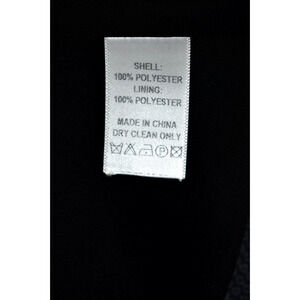 SHELL:
100% POLYESTER
LINING:
100% POLYESTER
MADE IN CHINA
DRY CLEAN ONLY